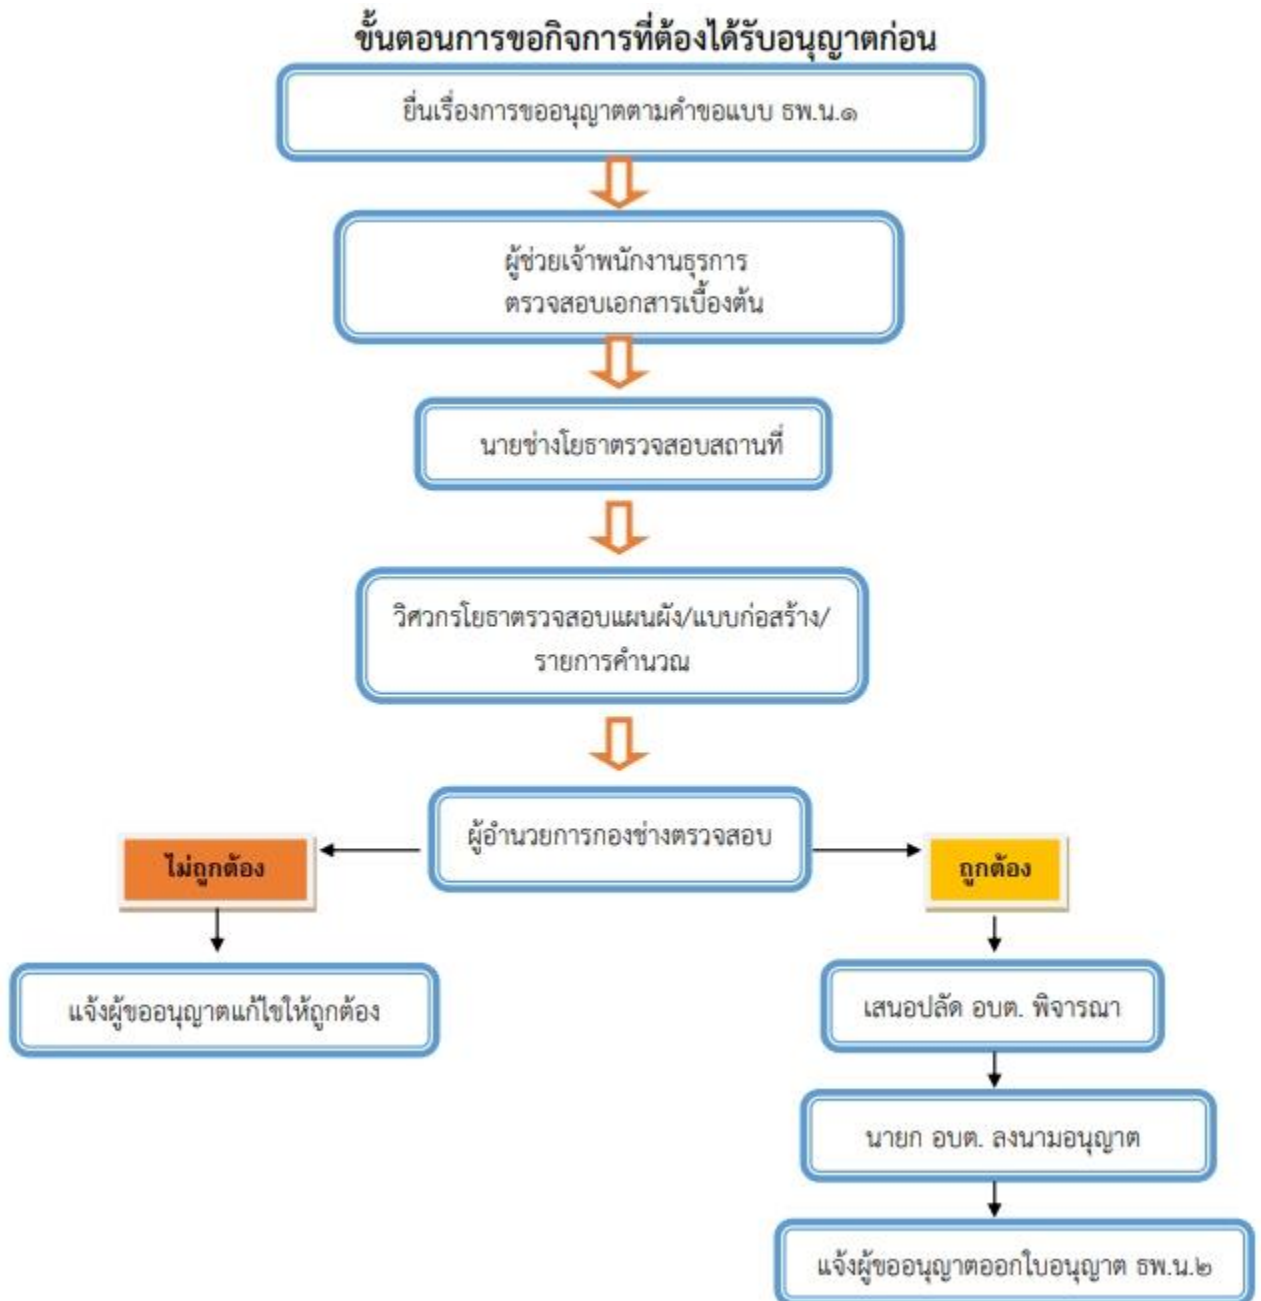 ขั้นตอนการขอกิจการที่ต้องได้รับอนุญาตก่อน
ยื่นเรื่องการขออนุญาตตามคำขอแบบ ธพ.น.๑
ผู้ช่วยเจ้าพนักงานธุรการ
ตรวจสอบเอกสารเบื้องต้น
นายช่างโยธาตรวจสอบสถานที่
วิศวกรโยธาตรวจสอบแผนผัง/แบบก่อสร้าง/
รายการคำนวณ
ผู้อำนวยการกองช่างตรวจสอบ
ไม่ถูกต้อง
ถูกต้อง
แจ้งผู้ขออนุญาตแก้ไขให้ถูกต้อง
เสนอปลัด อบต. พิจารณา
นายก อบต. ลงนามอนุญาต
แจ้งผู้ขออนุญาตออกใบอนุญาต ธพ.น.๒